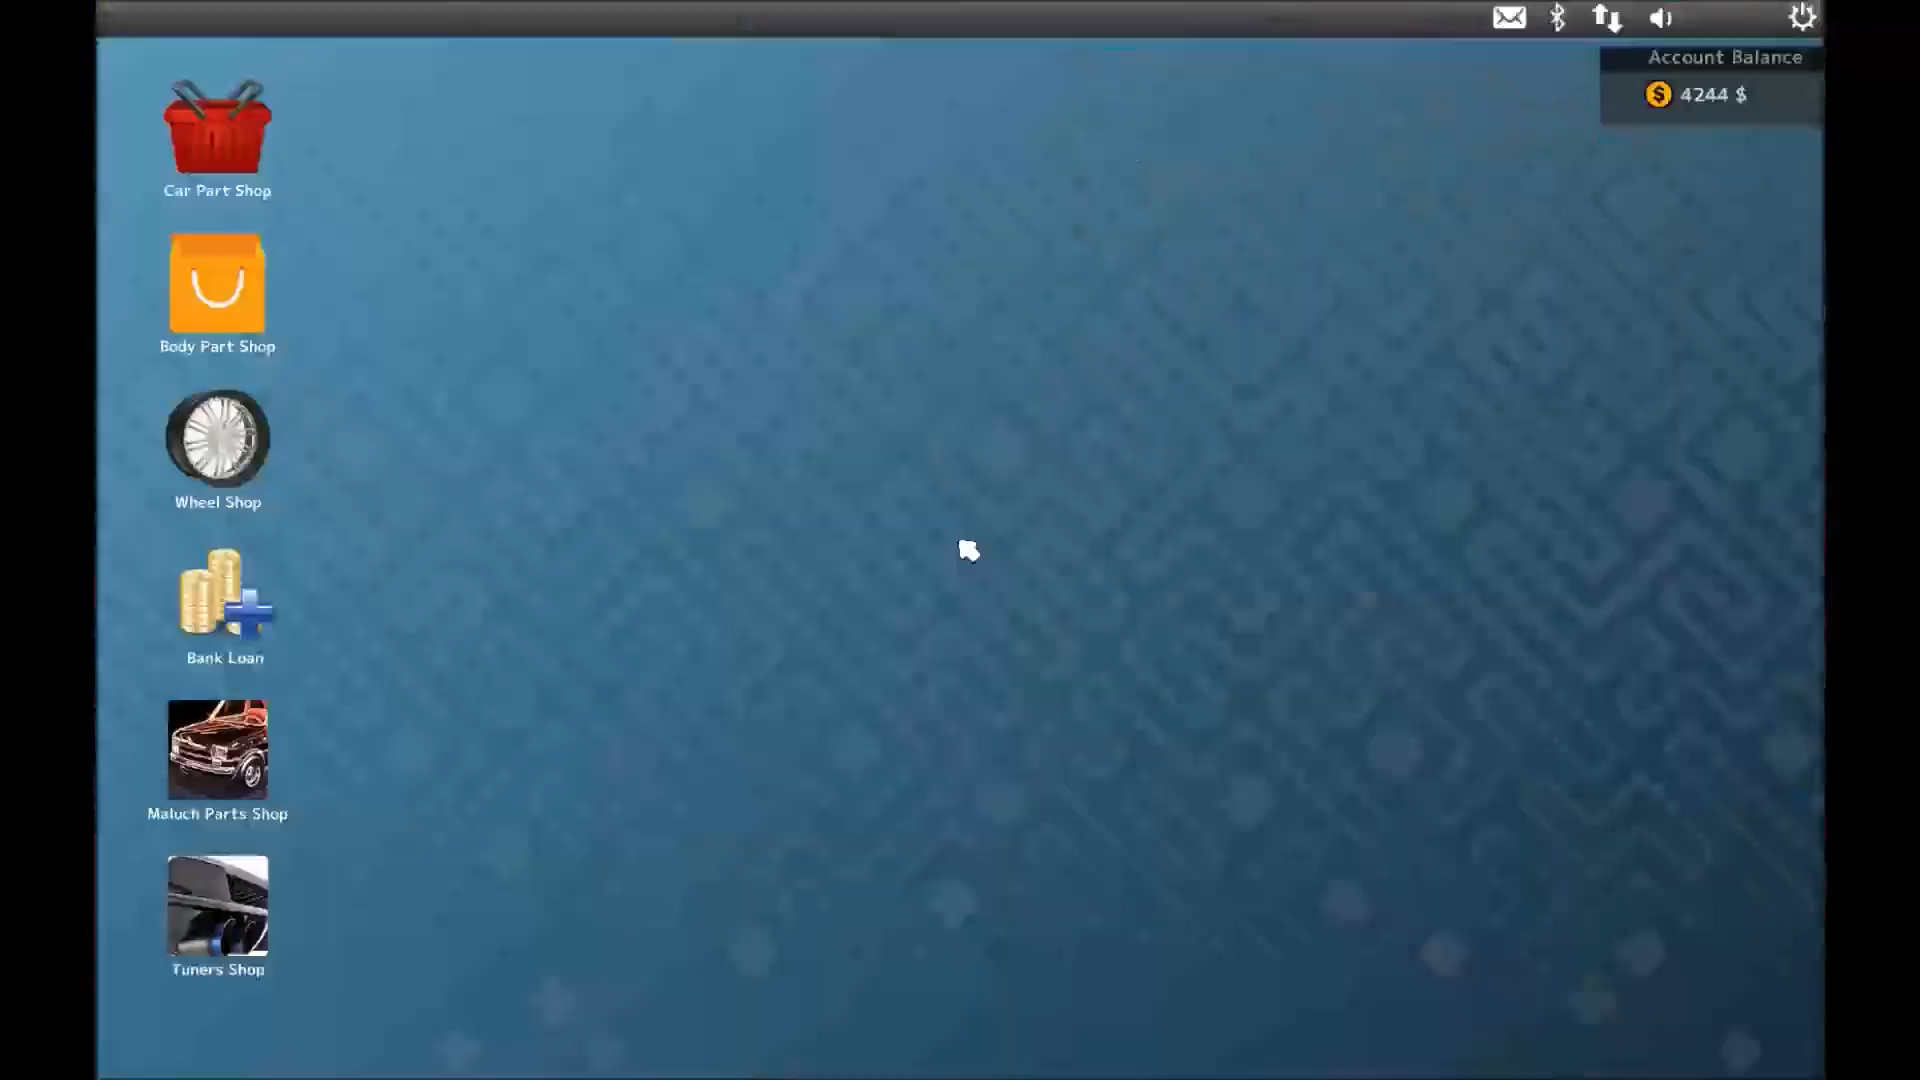 Account Balance
4244 $
Car Part Shop
Body Part Shop
Wheel Shop
Bank Loan
Maluch Parts Shop
Tuners Shop